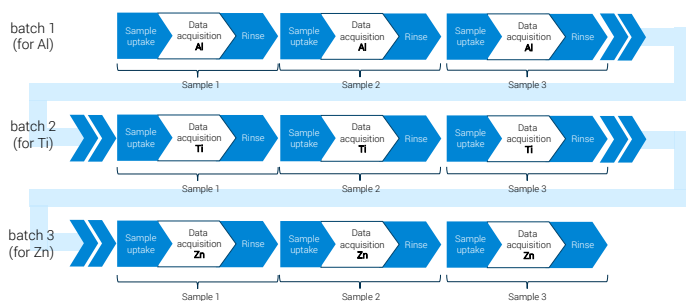 batch 1
(for Al)
Sample
uptake
Data
acquisition
Al
Rinse
Sample
uptake
Data
acquisition
Al
Rinse
Sample
uptake
Data
acquisition
Al
Rinse
Sample 1
Sample 2
Sample 3
batch 2
(for Ti)
Sample
uptake
Data
acquisition
Ti
Rinse
Sample
uptake
Data
acquisition
Ti
Rinse
Sample
uptake
Data
acquisition
Ti
Rinse
Sample 1
Sample 2
Sample 3
batch 3
(for Zn)
Sample
uptake
Data
acquisition
Zn
Rinse
Sample
uptake
Data
acquisition
Zn
Rinse
Sample
uptake
Data
acquisition
Zn
Rinse
Sample 1
Sample 2
Sample 3